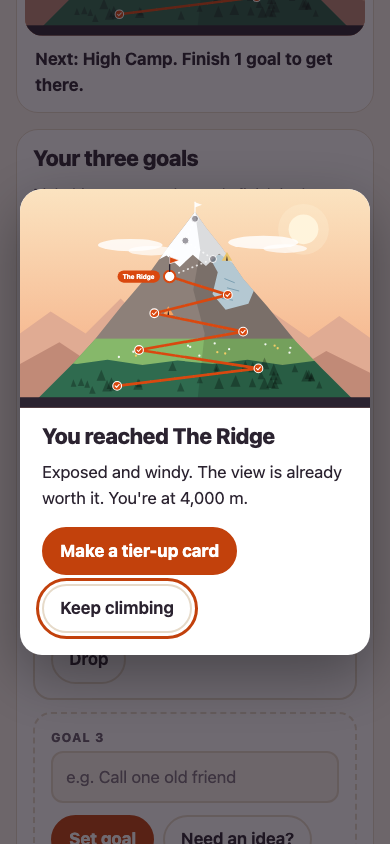 Next: High Camp. Finish 1 goal to get
there.
Your three goals
The Ridge
You reached The Ridge
Exposed and windy. The view is already
worth it. You're at 4,000 m.
Make a tier-up card
Keep climbing
Drop
GOAL 3
e.g. Call one old friend
Set goal
Need an idea?